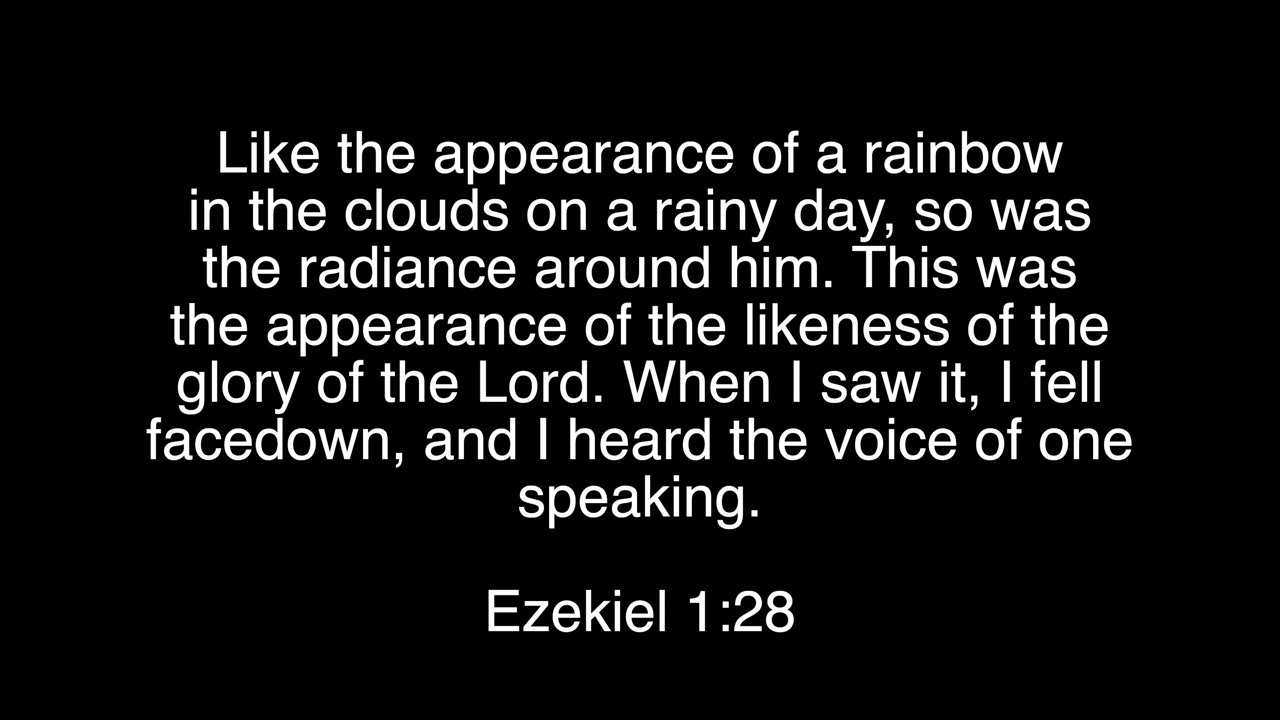 Like the appearance of a rainbow
in the clouds on a rainy day, so was
the radiance around him. This was
the appearance of the likeness of the
glory of the Lord. When I saw it, I fell
facedown, and I heard the voice of one
speaking.
Ezekiel 1:28